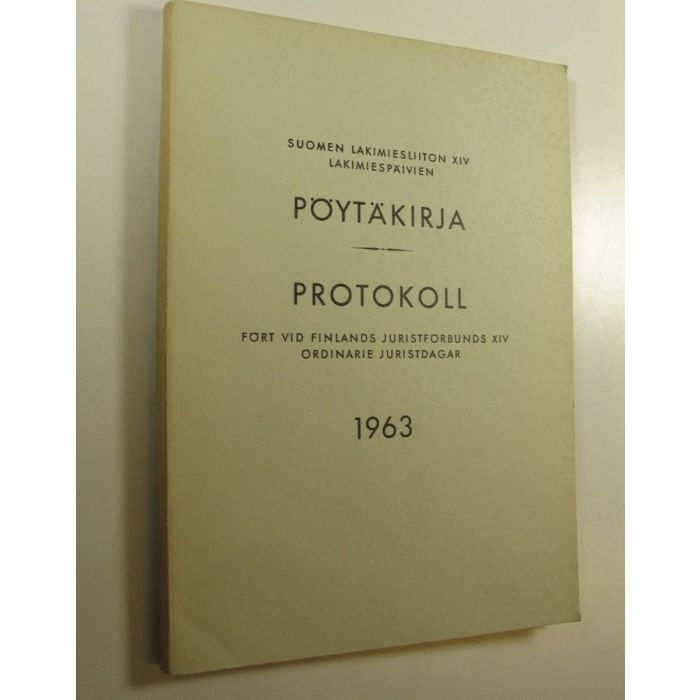 SUOMEN LAKIMIESLIITON XIV
LAKIMIESPÄIVIEN
PÖYTÄKIRJA
PROTOKOLL
FÖRT VID FINLANDS JURISTFÖRBUNDS XIV
ORDINARIE JURISTDAGAR
1963